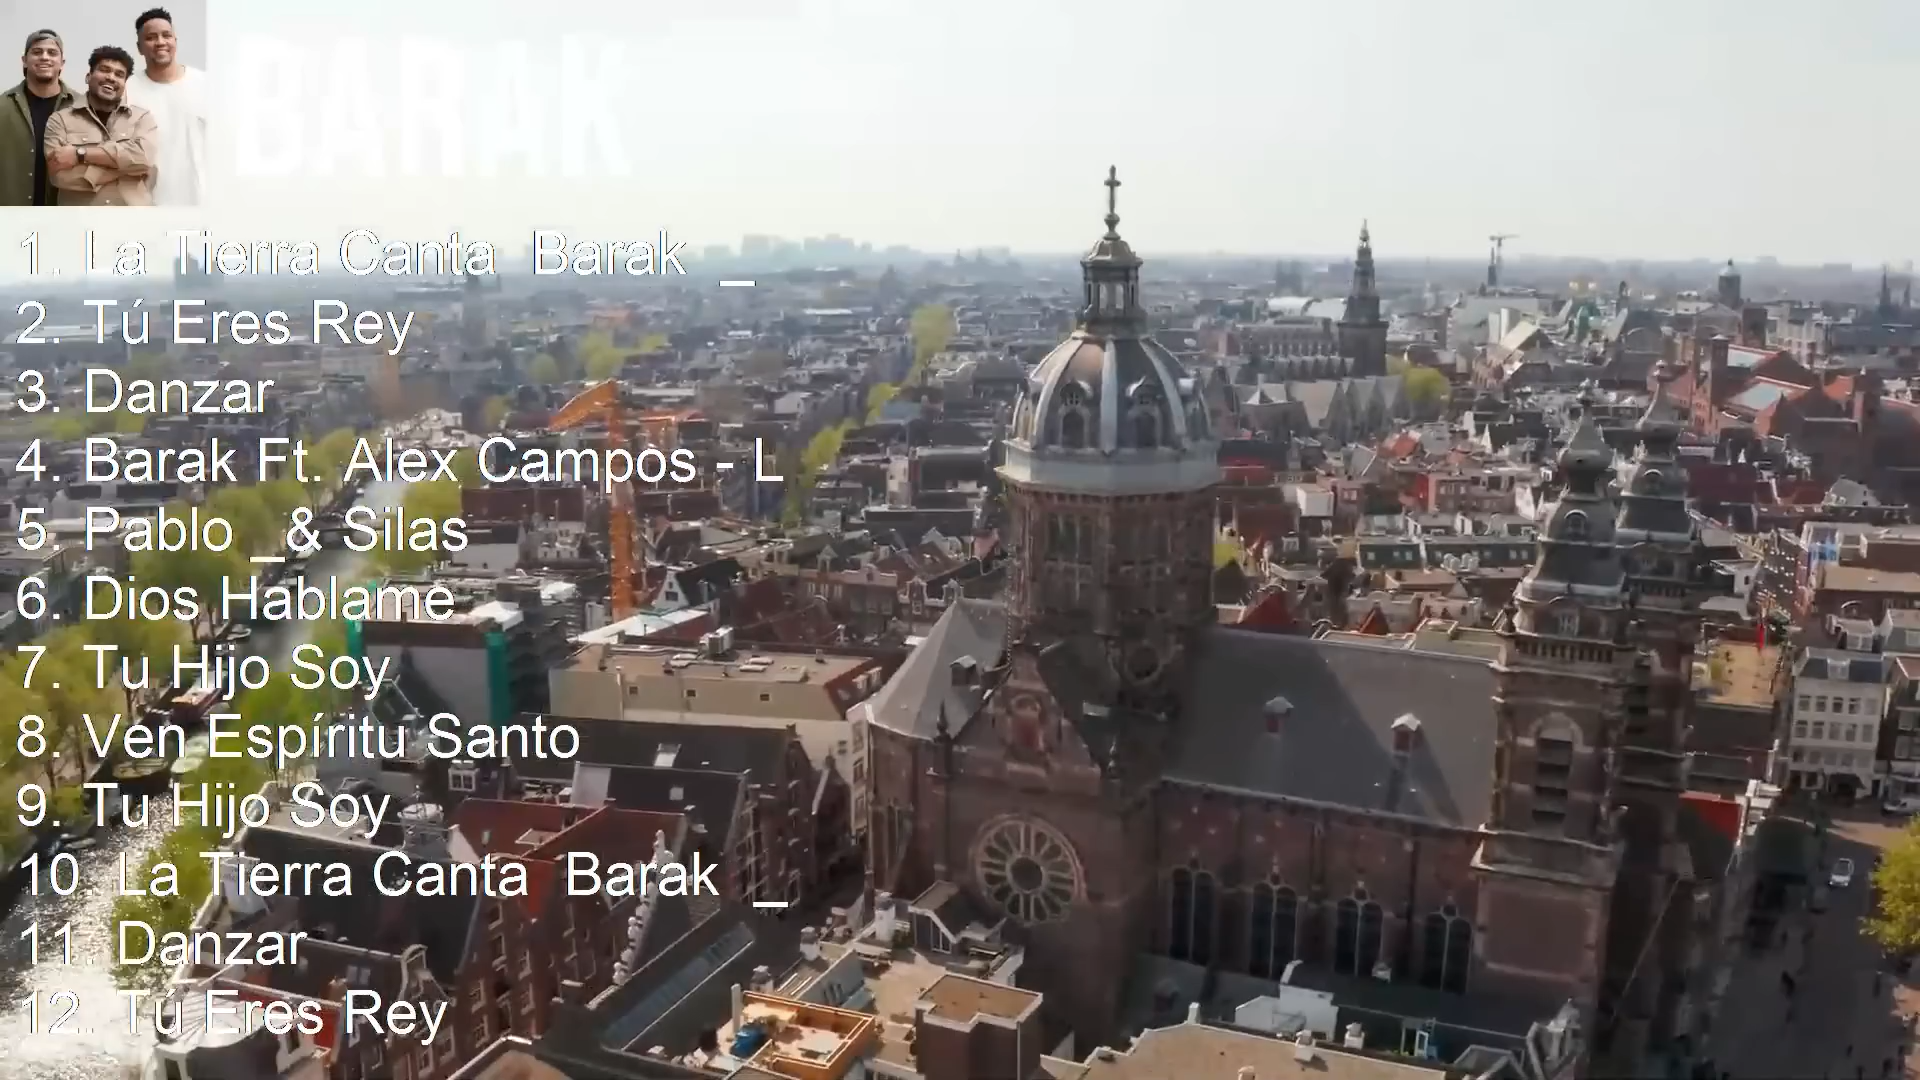 BARAK
1. La Tierra Canta  Barak  _
2. Tú Eres Rey
3. Danzar
4. Barak Ft. Alex Campos - L
5. Pablo _& Silas
6. Dios Hablame
7. Tu Hijo Soy
8. Ven Espíritu Santo
9. Tu Hijo Soy
10. La Tierra Canta  Barak  _
11. Danzar
12. Tú Eres Rey